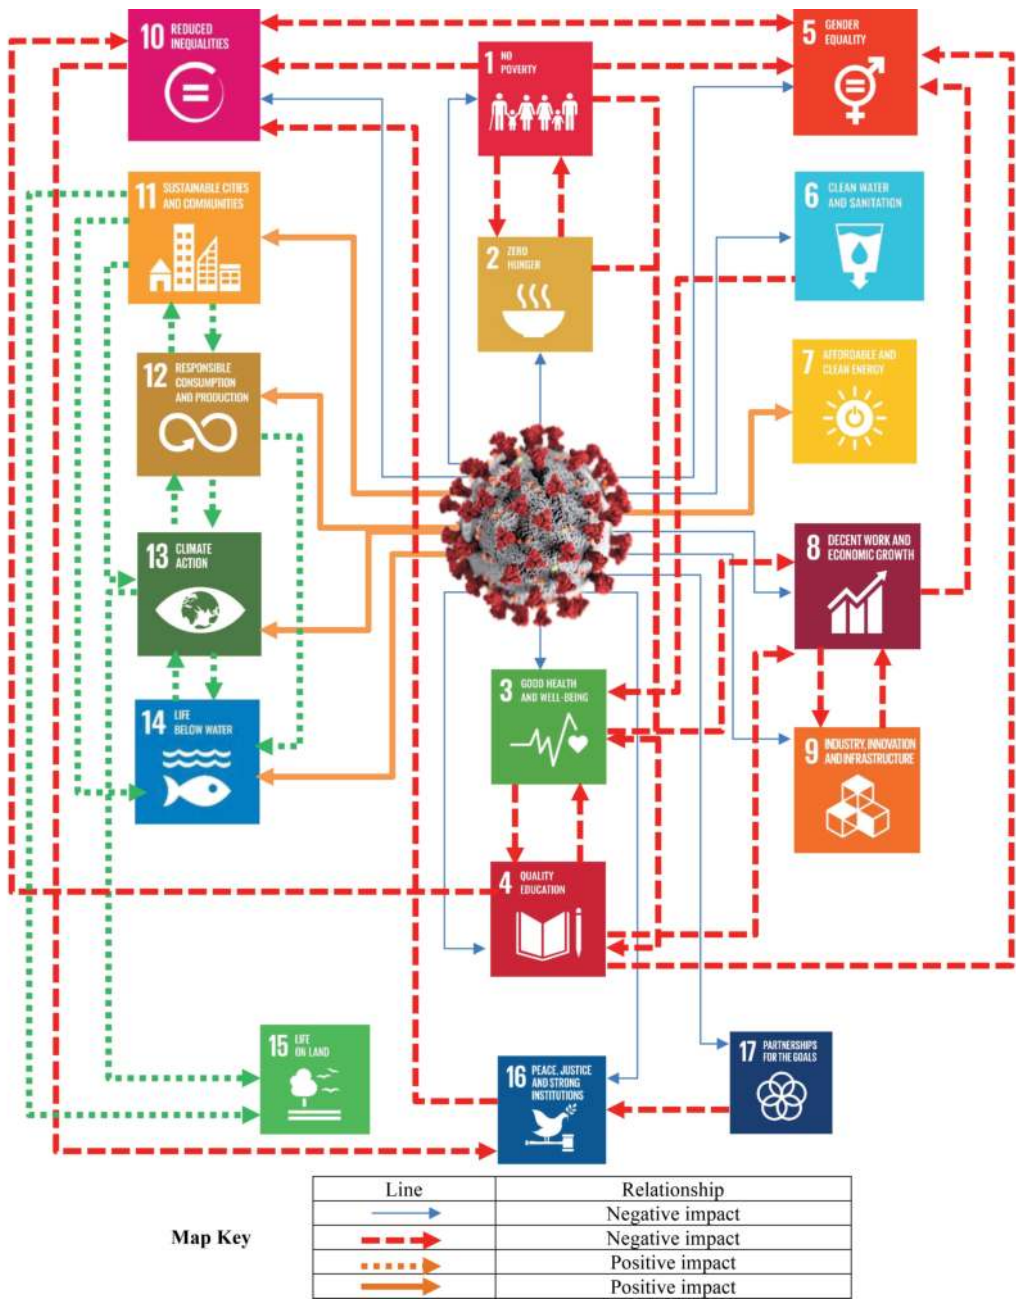 10 REDUCED
INEQUALITIES
1 NO
POVERTY
5 GENDER
EQUALITY
11 SUSTAINABLE CITIES
AND COMMUNITIES
2 ZERO
HUNGER
6 CLEAN WATER
AND SANITATION
12 RESPONSIBLE
CONSUMPTION
AND PRODUCTION
7 AFFORDABLE AND
CLEAN ENERGY
13 CLIMATE
ACTION
8 DECENT WORK AND
ECONOMIC GROWTH
14 LIFE
BELOW WATER
3 GOOD HEALTH
AND WELL-BEING
9 INDUSTRY, INNOVATION
AND INFRASTRUCTURE
4 QUALITY
EDUCATION
15 LIFE
ON LAND
16 PEACE, JUSTICE
AND STRONG
INSTITUTIONS
17 PARTNERSHIPS
FOR THE GOALS
Map Key
Line Relationship
Negative impact
Negative impact
Positive impact
Positive impact